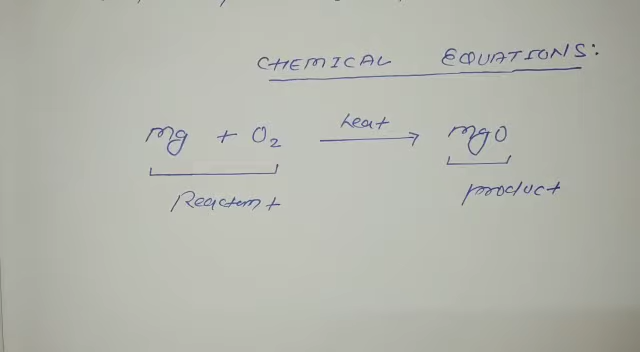 CHEMICAL EQUATIONS:
heat
Mg + O₂ → MgO
Reactant product